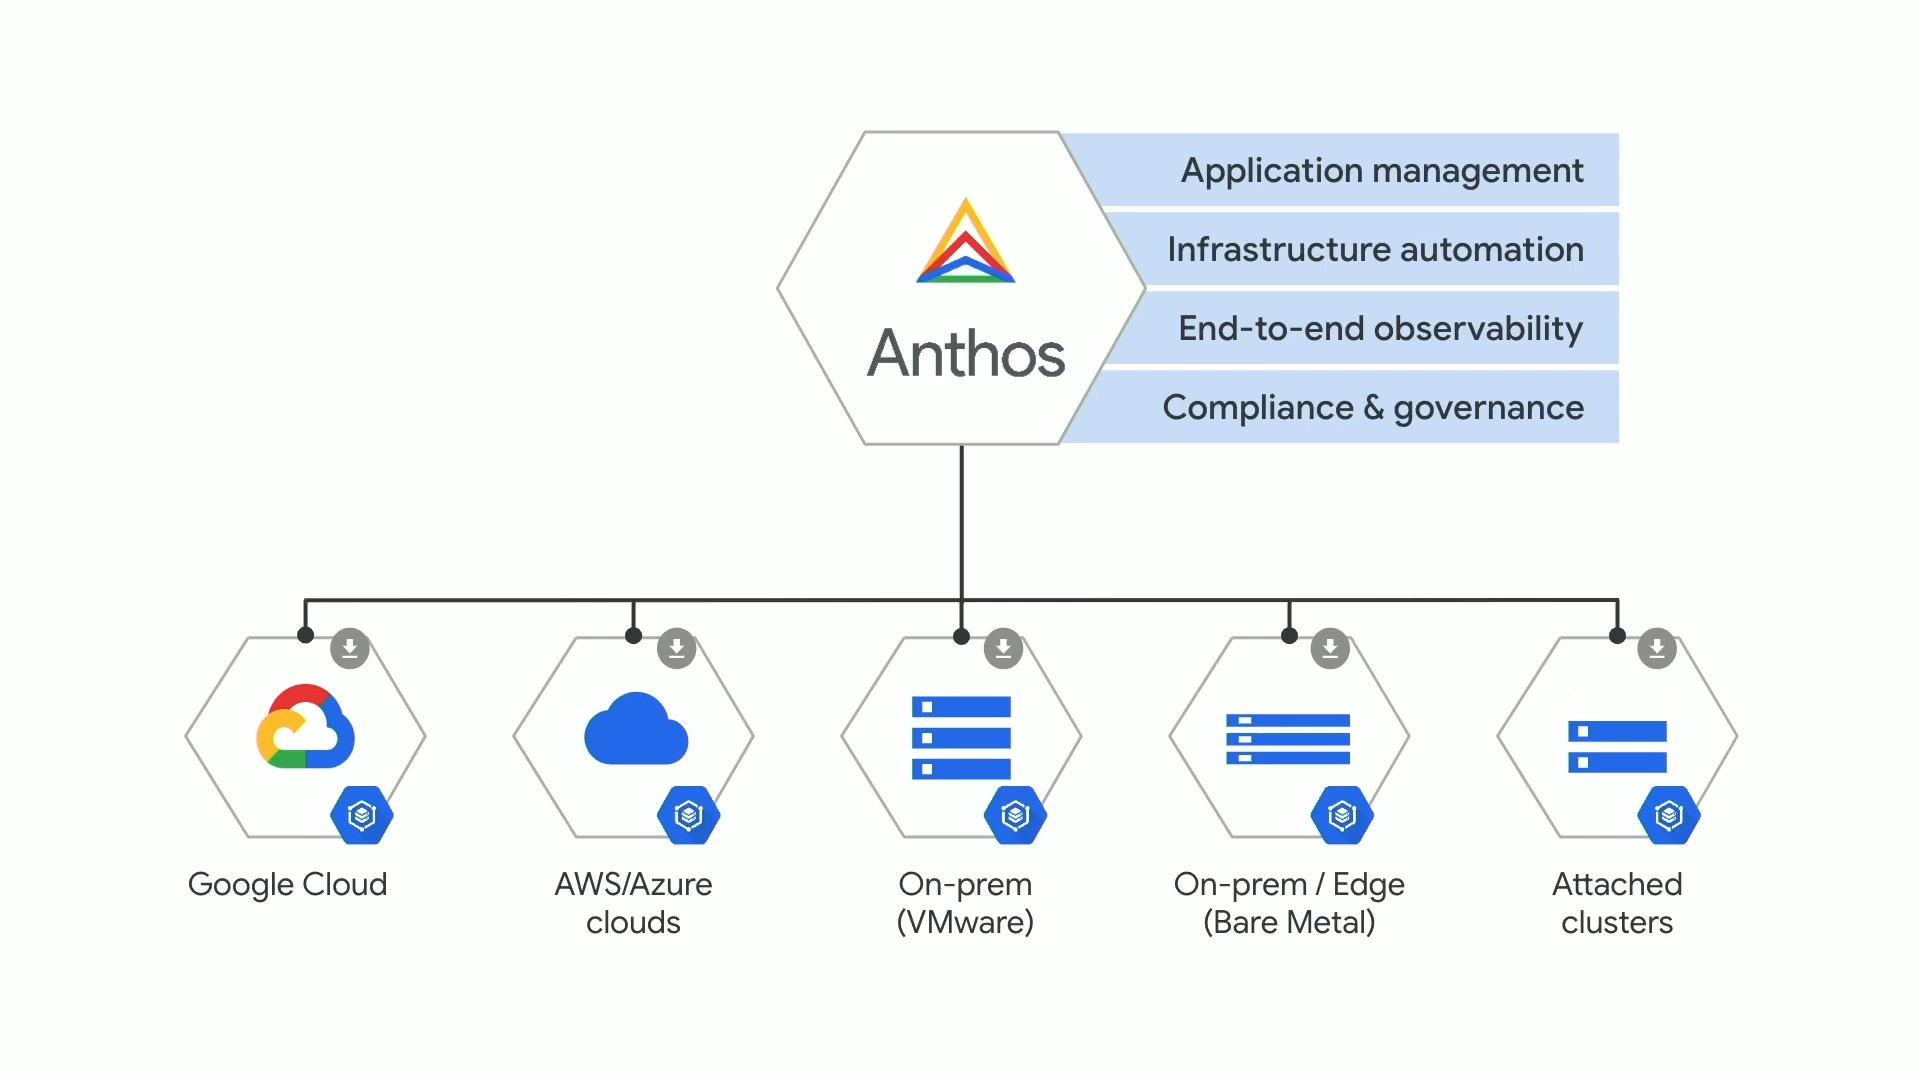 Application management
Infrastructure automation
End-to-end observability
Compliance & governance
Anthos
Google Cloud
AWS/Azure
clouds
On-prem
(VMware)
On-prem / Edge
(Bare Metal)
Attached
clusters